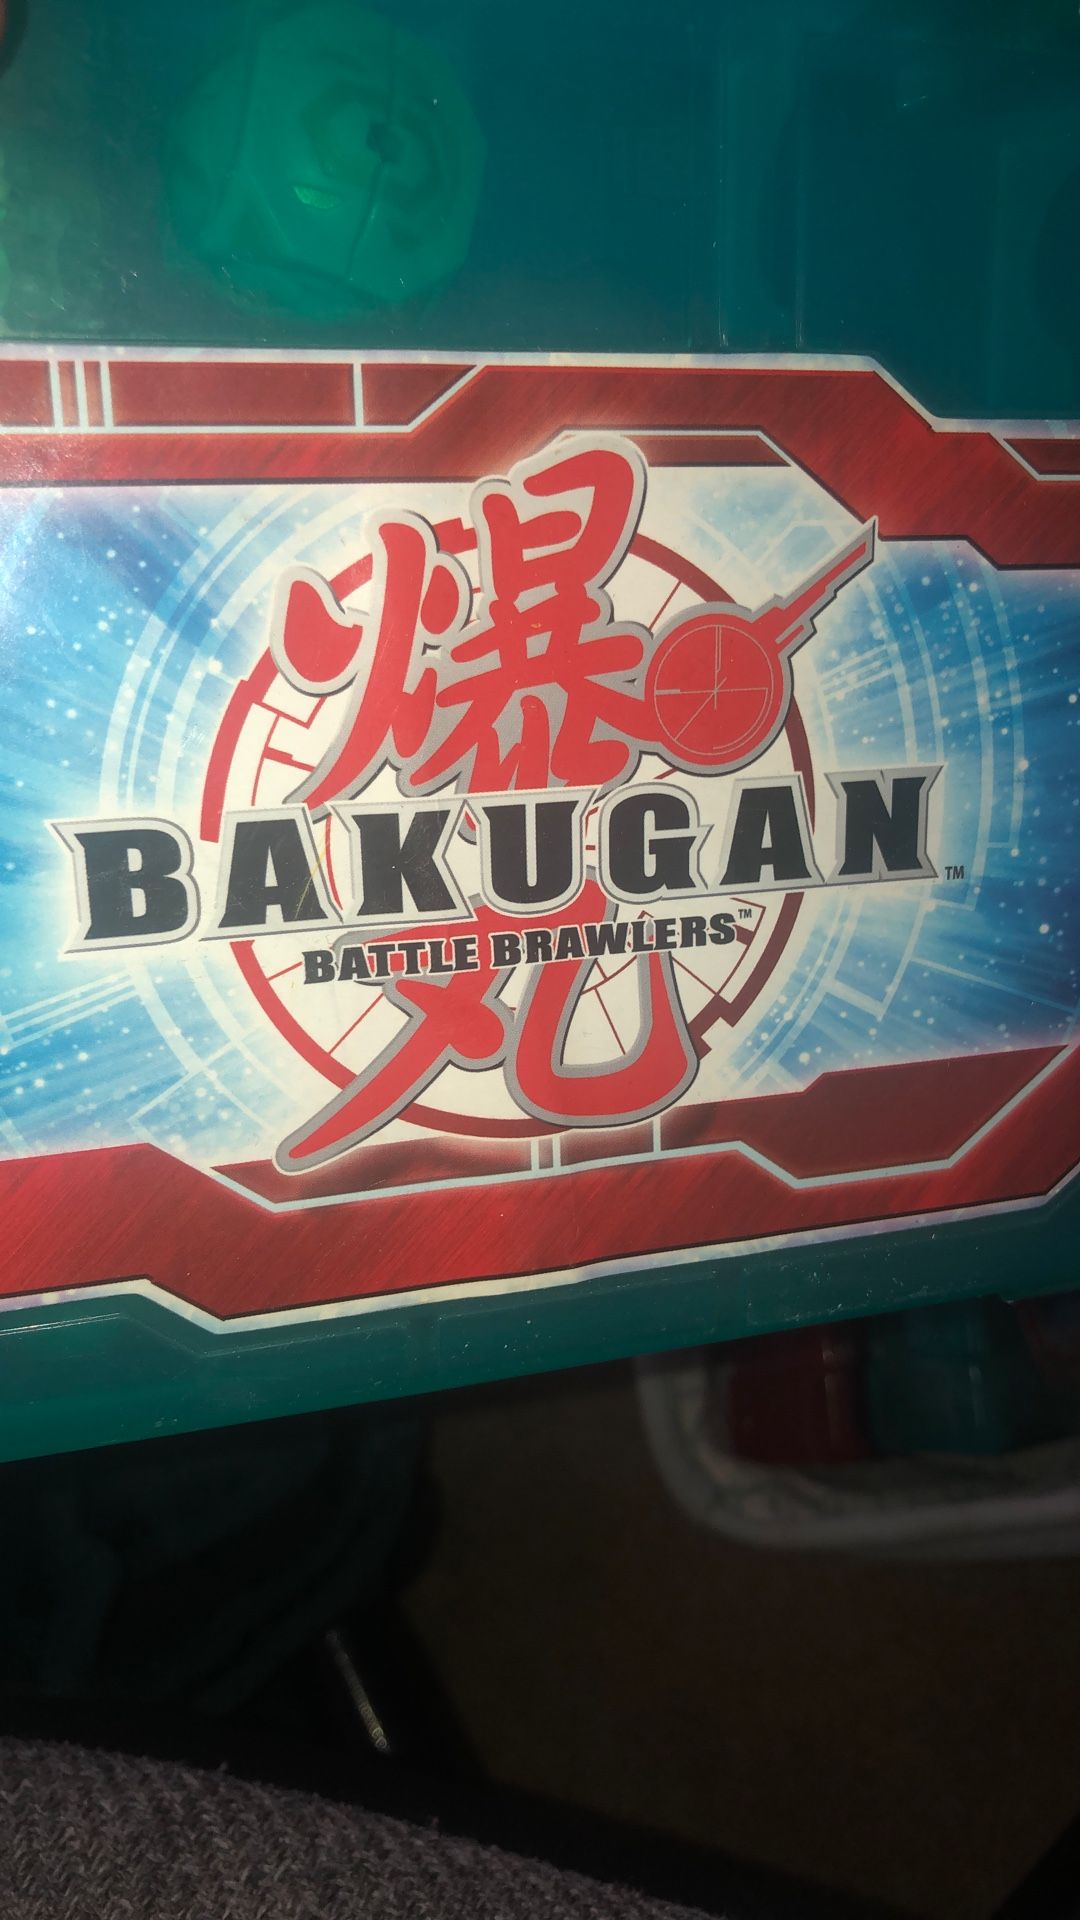 爆
BAKUGAN™
BATTLE BRAWLERS™
丸